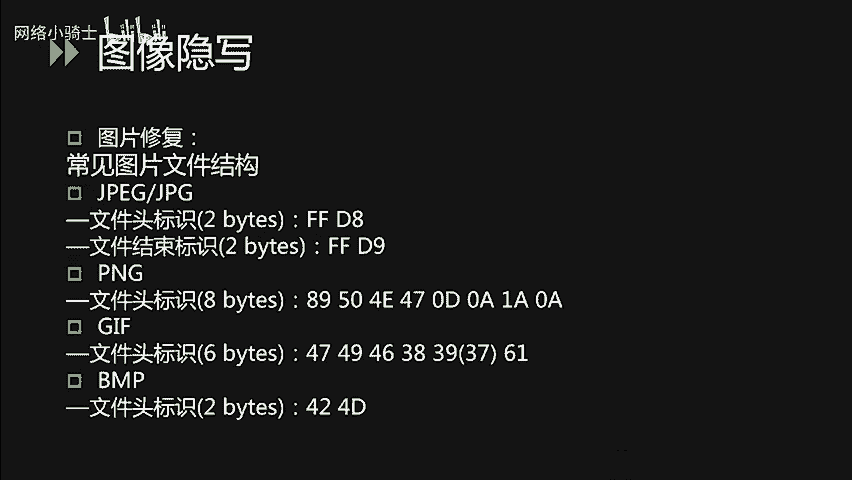 网络小骑士
图像隐写
图片修复：
常见图片文件结构
JPEG/JPG
—文件头标识(2 bytes)：FF D8
—文件结束标识(2 bytes)：FF D9
PNG
—文件头标识(8 bytes)：89 50 4E 47 0D 0A 1A 0A
GIF
—文件头标识(6 bytes)：47 49 46 38 39(37) 61
BMP
—文件头标识(2 bytes)：42 4D